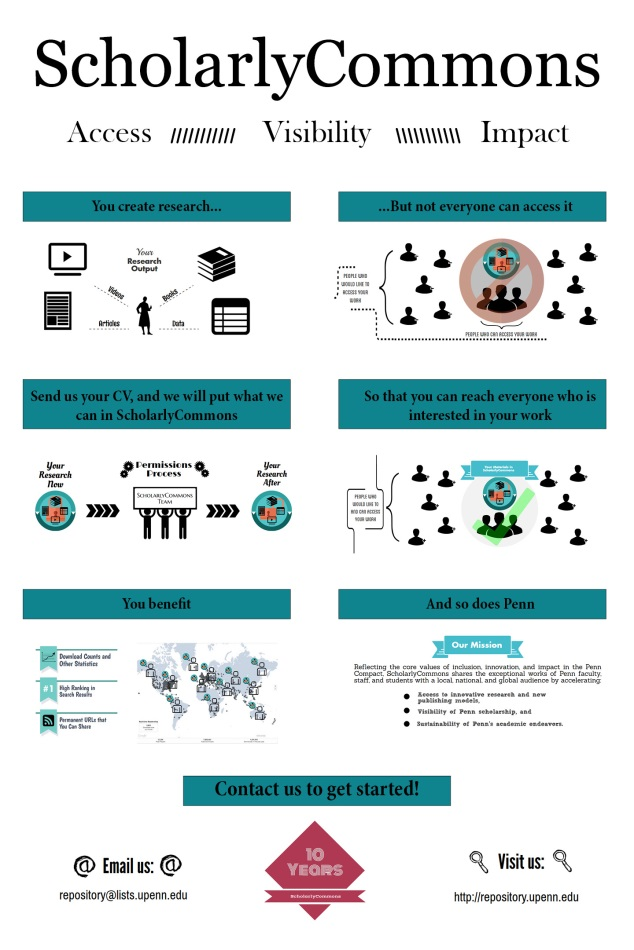 ScholarlyCommons
Access
Visibility
Impact
You create research...
...But not everyone can access it
Your
Research
Output
Videos
Books
Articles
Data
PEOPLE WHO
WOULD LIKE TO
ACCESS YOUR
WORK
PEOPLE WHO CAN ACCESS YOUR WORK
Send us your CV, and we will put what we
can in ScholarlyCommons
So that you can reach everyone who is
interested in your work
Your
Research
Now
Permissions
Process
ScholarlyCommons
Team
Your
Research
After
PEOPLE WHO
WOULD LIKE TO
AND CAN ACCESS
YOUR WORK
Your Materials in
ScholarlyCommons
You benefit
And so does Penn
Download Counts and
Other Statistics
#1
High Ranking in
Search Results
Permanent URLs that
You Can Share
Our Mission
Reflecting the core values of inclusion, innovation, and impact in the Penn
Compact, ScholarlyCommons shares the exceptional works of Penn faculty,
staff, and students with a local, national, and global audience by accelerating:
Access to innovative research and new
publishing models,
Visibility of Penn scholarship, and
Sustainability of Penn's academic endeavors.
Contact us to get started!
@ Email us: @
repository@lists.upenn.edu
10
Years
ScholarlyCommons
Visit us:
http://repository.upenn.edu